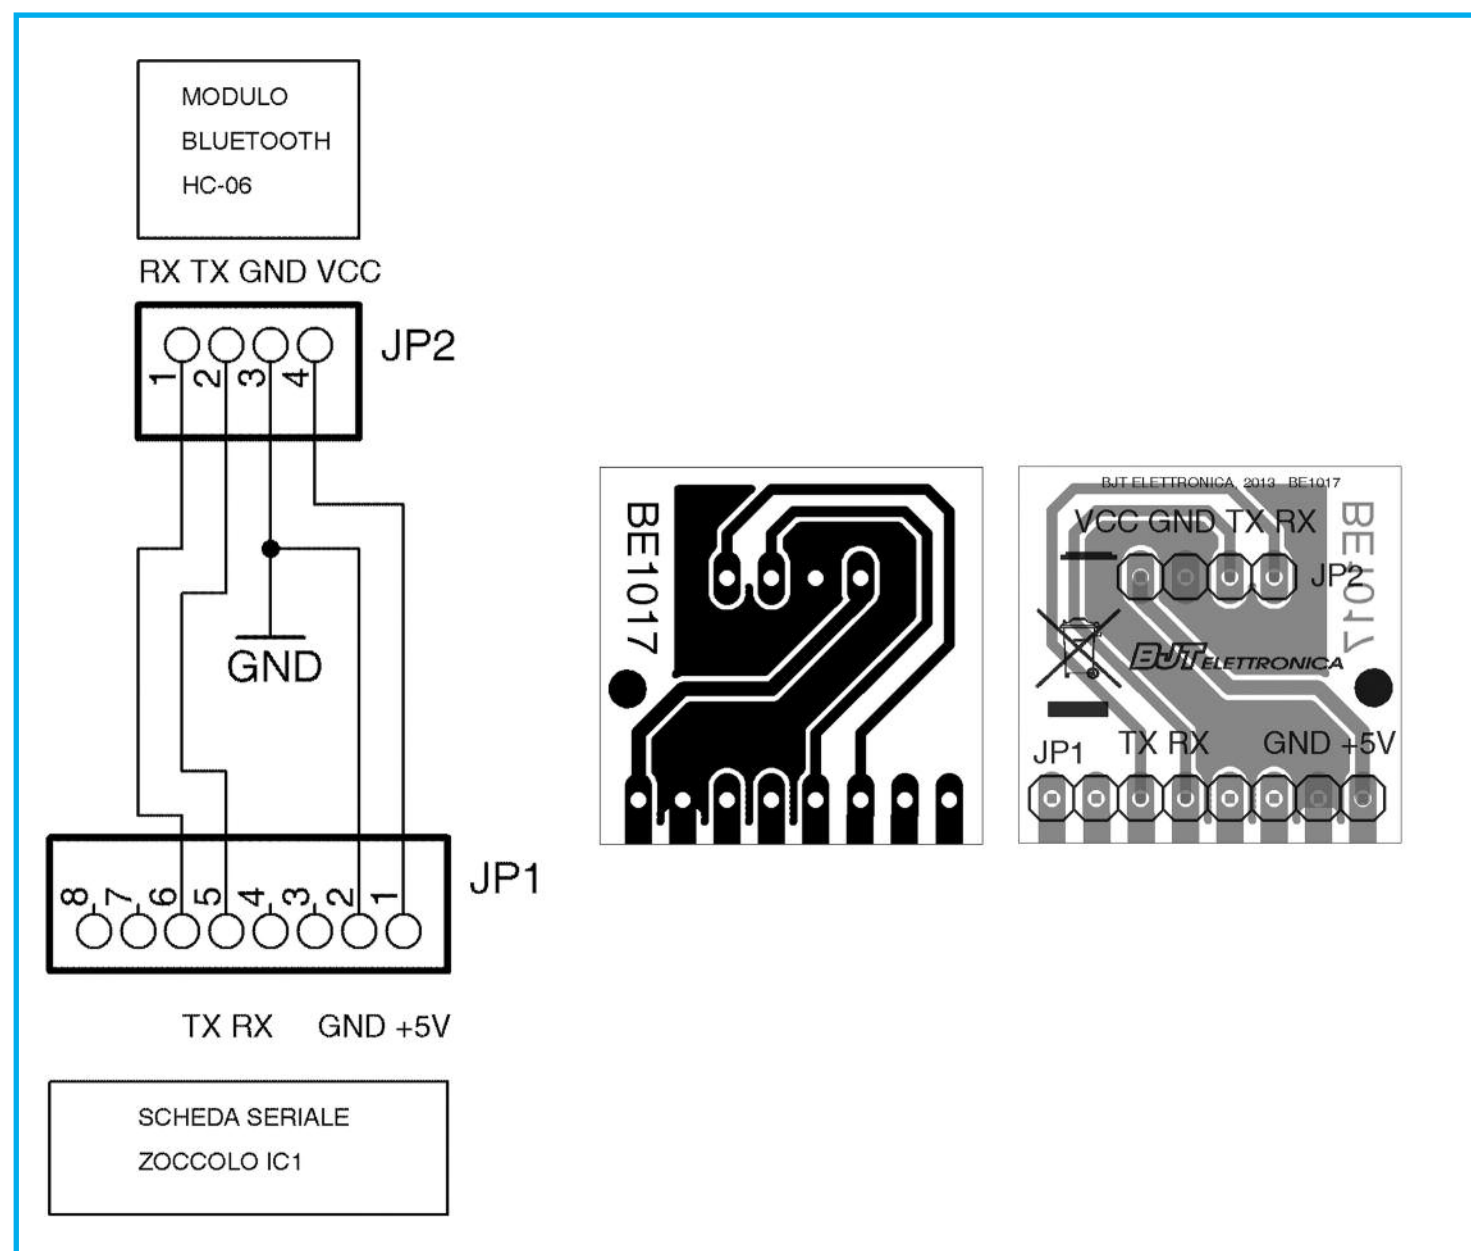 MODULO
BLUETOOTH
HC-06
RX TX GND VCC
JP2
1 2 3 4
GND
8 7 6 5 4 3 2 1
JP1
TX RX GND +5V
SCHEDA SERIALE
ZOCCOLO IC1
BE1017
BJT ELETTRONICA, 2013 BE1017
VCC GND TX RX
JP2
BE1017
BJT ELETTRONICA
JP1
TX RX GND +5V